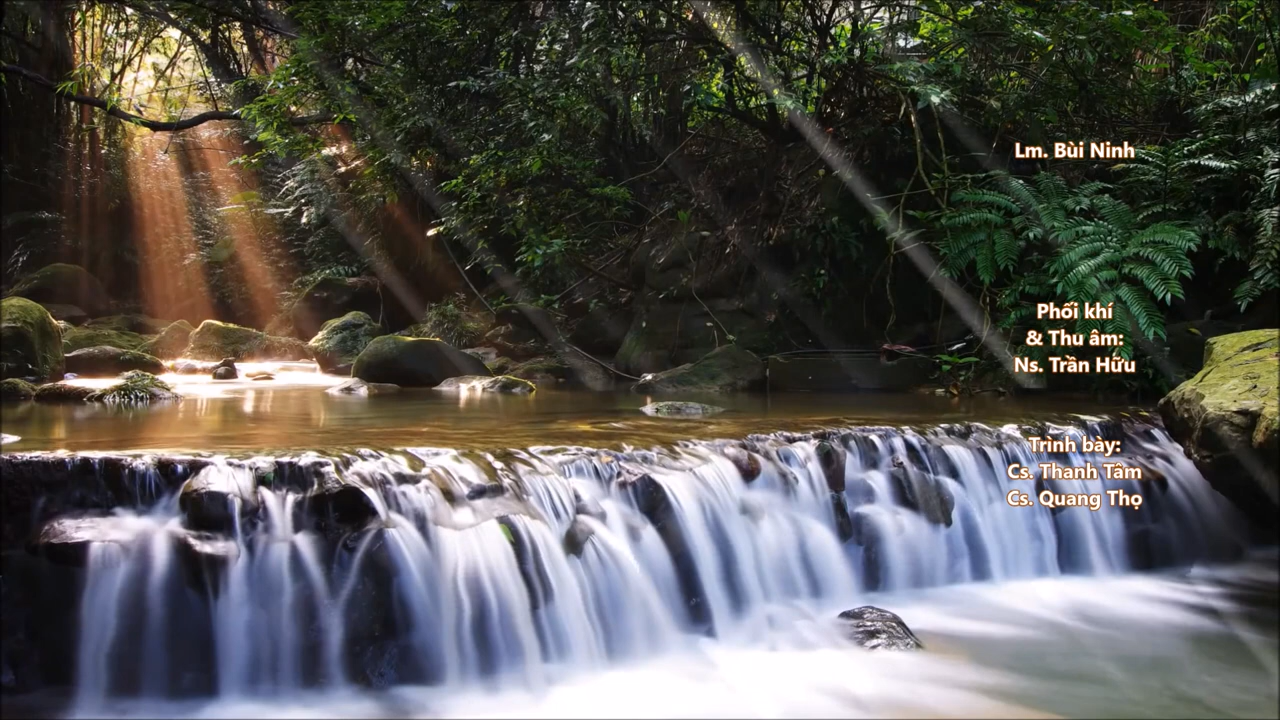 Lm. Bùi Ninh
Phối khí
& Thu âm:
Ns. Trần Hữu
Trình bày:
Cs. Thanh Tâm
Cs. Quang Thọ